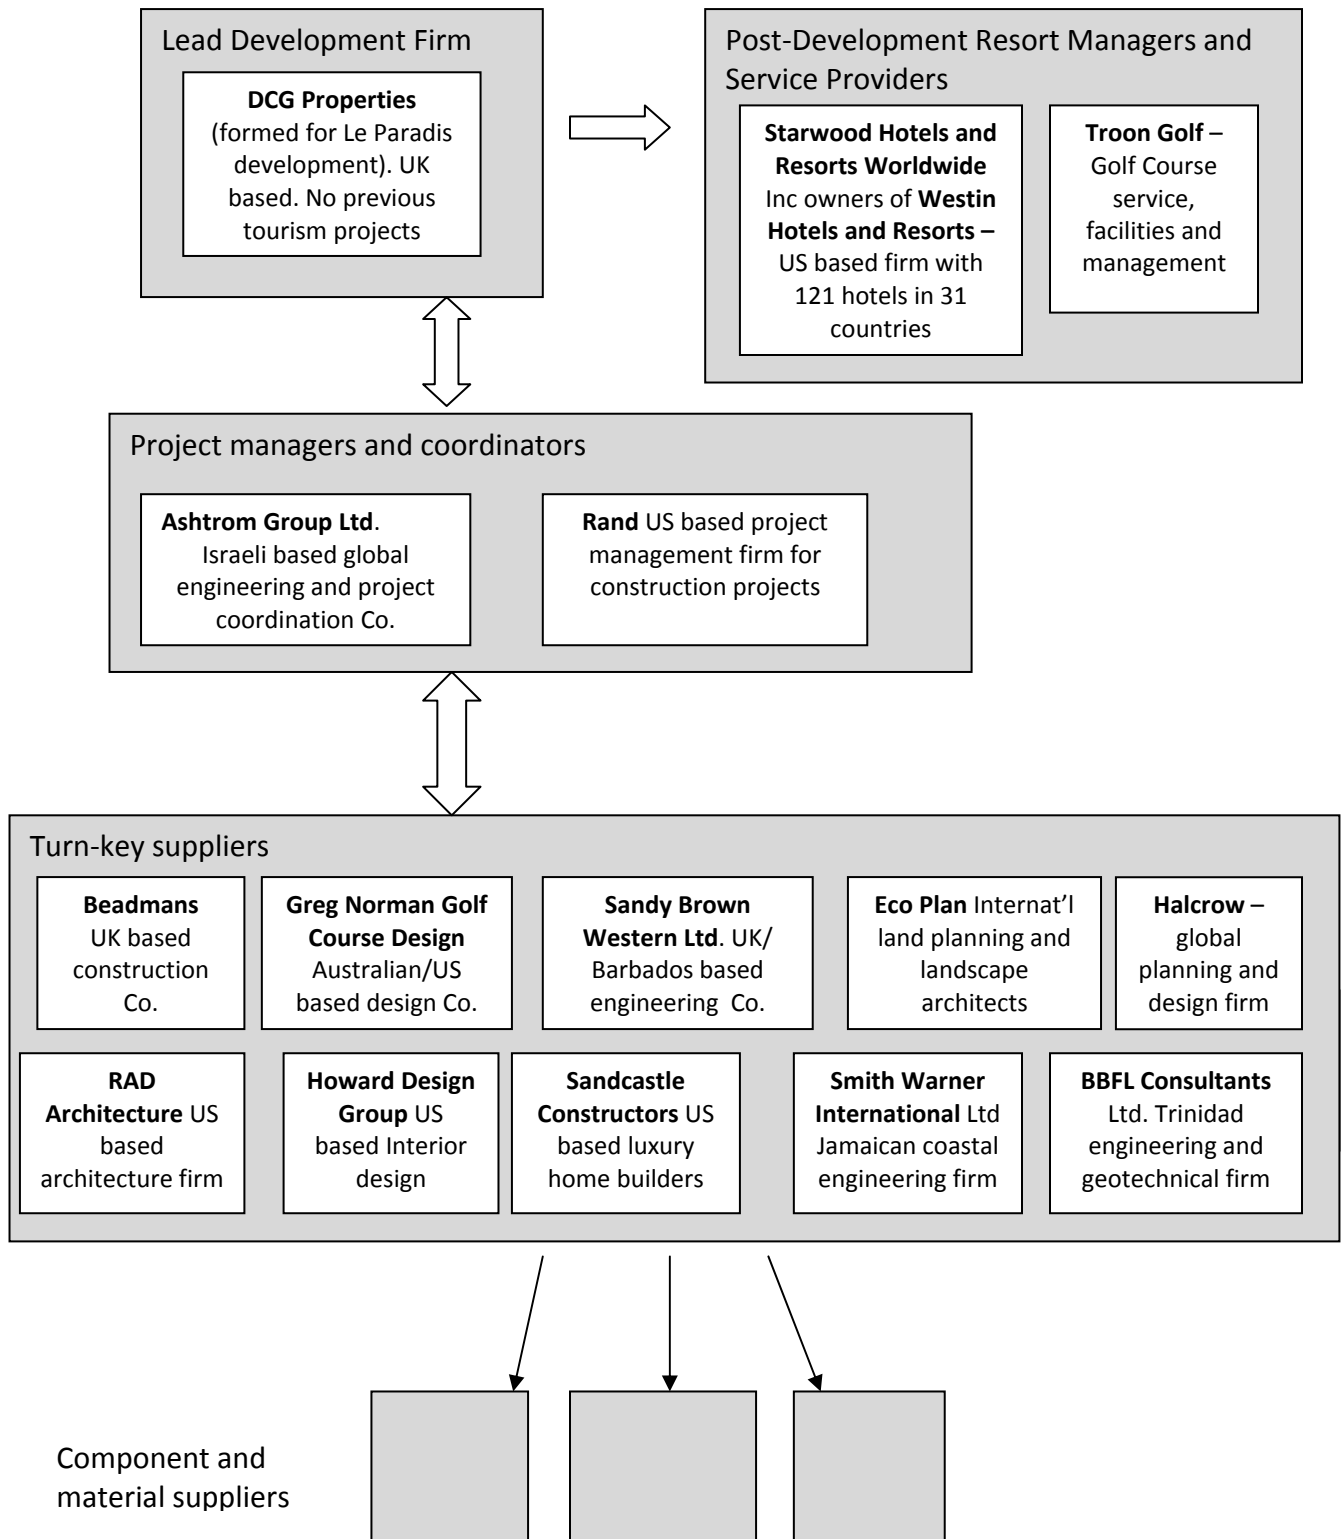 Lead Development Firm
DCG Properties
(formed for Le Paradis
development). UK
based. No previous
tourism projects
Post-Development Resort Managers and
Service Providers
Starwood Hotels and
Resorts Worldwide
Inc owners of Westin
Hotels and Resorts –
US based firm with
121 hotels in 31
countries
Troon Golf –
Golf Course
service,
facilities and
management
Project managers and coordinators
Ashtrom Group Ltd.
Israeli based global
engineering and project
coordination Co.
Rand US based project
management firm for
construction projects
Turn-key suppliers
Beadmans
UK based
construction
Co.
Greg Norman Golf
Course Design
Australian/US
based design Co.
Sandy Brown
Western Ltd. UK/
Barbados based
engineering Co.
Eco Plan Internat’l
land planning and
landscape
architects
Halcrow –
global
planning and
design firm
RAD
Architecture US
based
architecture firm
Howard Design
Group US
based Interior
design
Sandcastle
Constructors US
based luxury
home builders
Smith Warner
International Ltd
Jamaican coastal
engineering firm
BBFL Consultants
Ltd. Trinidad
engineering and
geotechnical firm
Component and
material suppliers